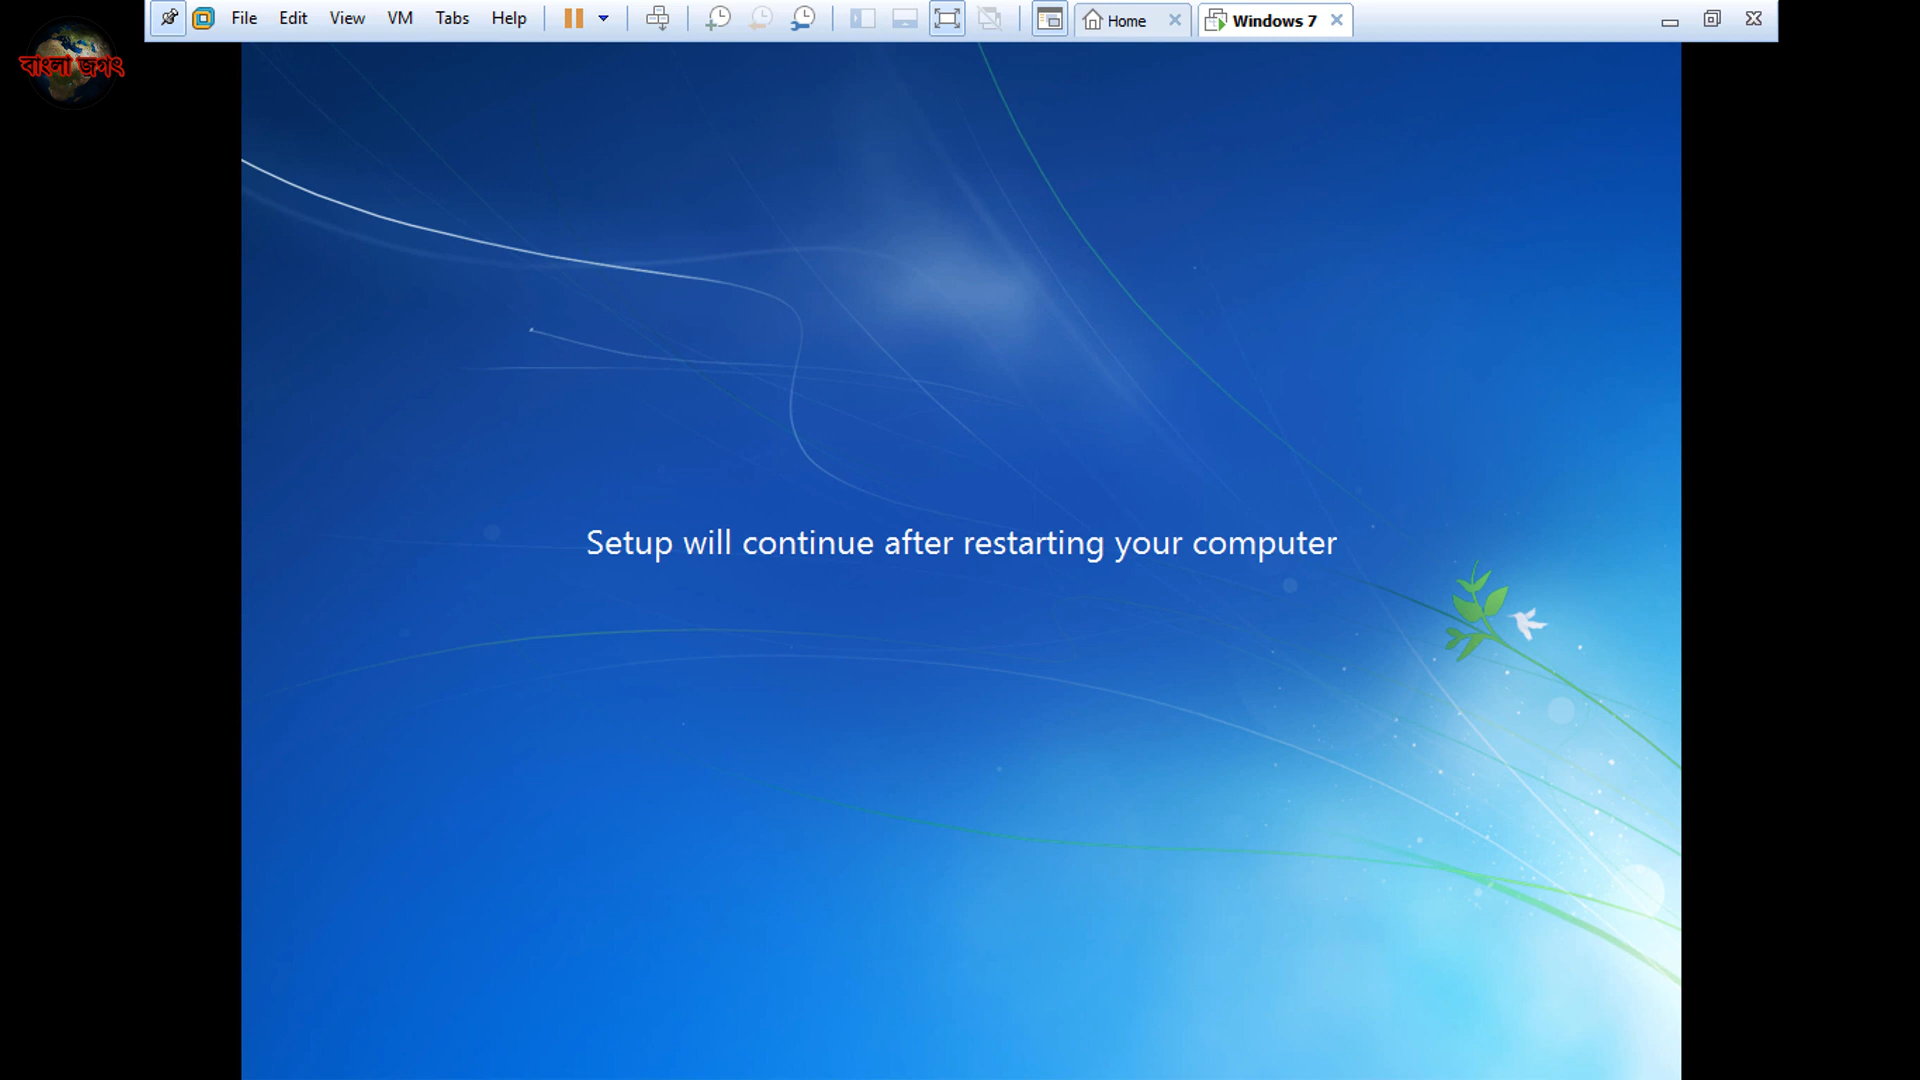 File Edit View VM Tabs Help Home Windows 7
বাংলা জগৎ
Setup will continue after restarting your computer